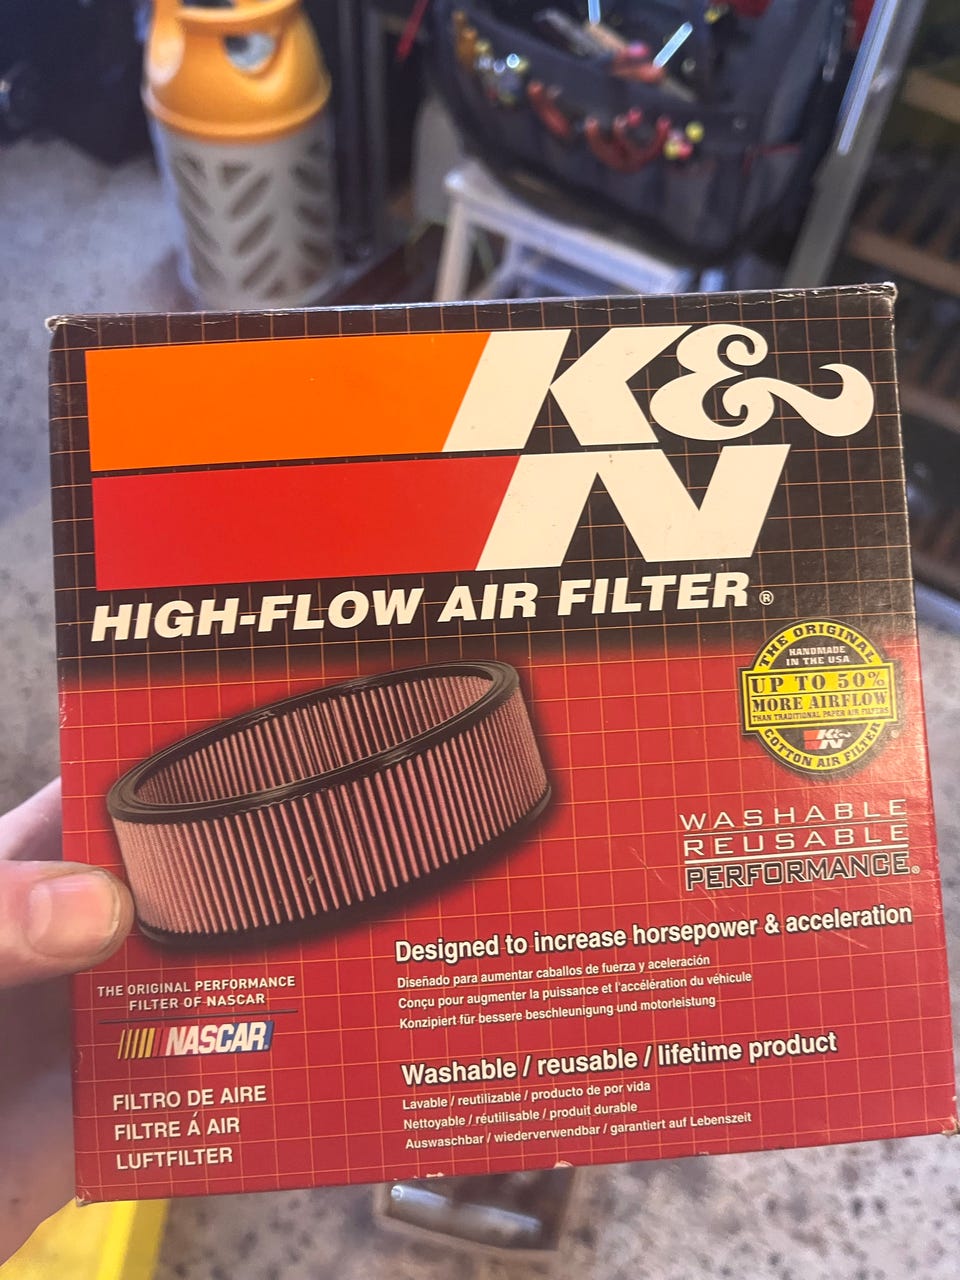 K&
N
HIGH-FLOW AIR FILTER®
THE ORIGINAL
HANDMADE
IN THE USA
UP TO 50%
MORE AIRFLOW
THAN TRADITIONAL PAPER AIR FILTERS
K&N
COTTON AIR FILTER
WASHABLE
REUSABLE
PERFORMANCE®
Designed to increase horsepower & acceleration
Diseñado para aumentar caballos de fuerza y aceleración
Conçu pour augmenter la puissance et l'accélération du véhicule
Konzipiert für bessere beschleunigung und motorleistung
THE ORIGINAL PERFORMANCE
FILTER OF NASCAR
NASCAR
Washable / reusable / lifetime product
Lavable / reutilizable / producto de por vida
Nettoyable / réutilisable / produit durable
Auswaschbar / wiederverwendbar / garantiert auf Lebenszeit
FILTRO DE AIRE
FILTRE Á AIR
LUFTFILTER